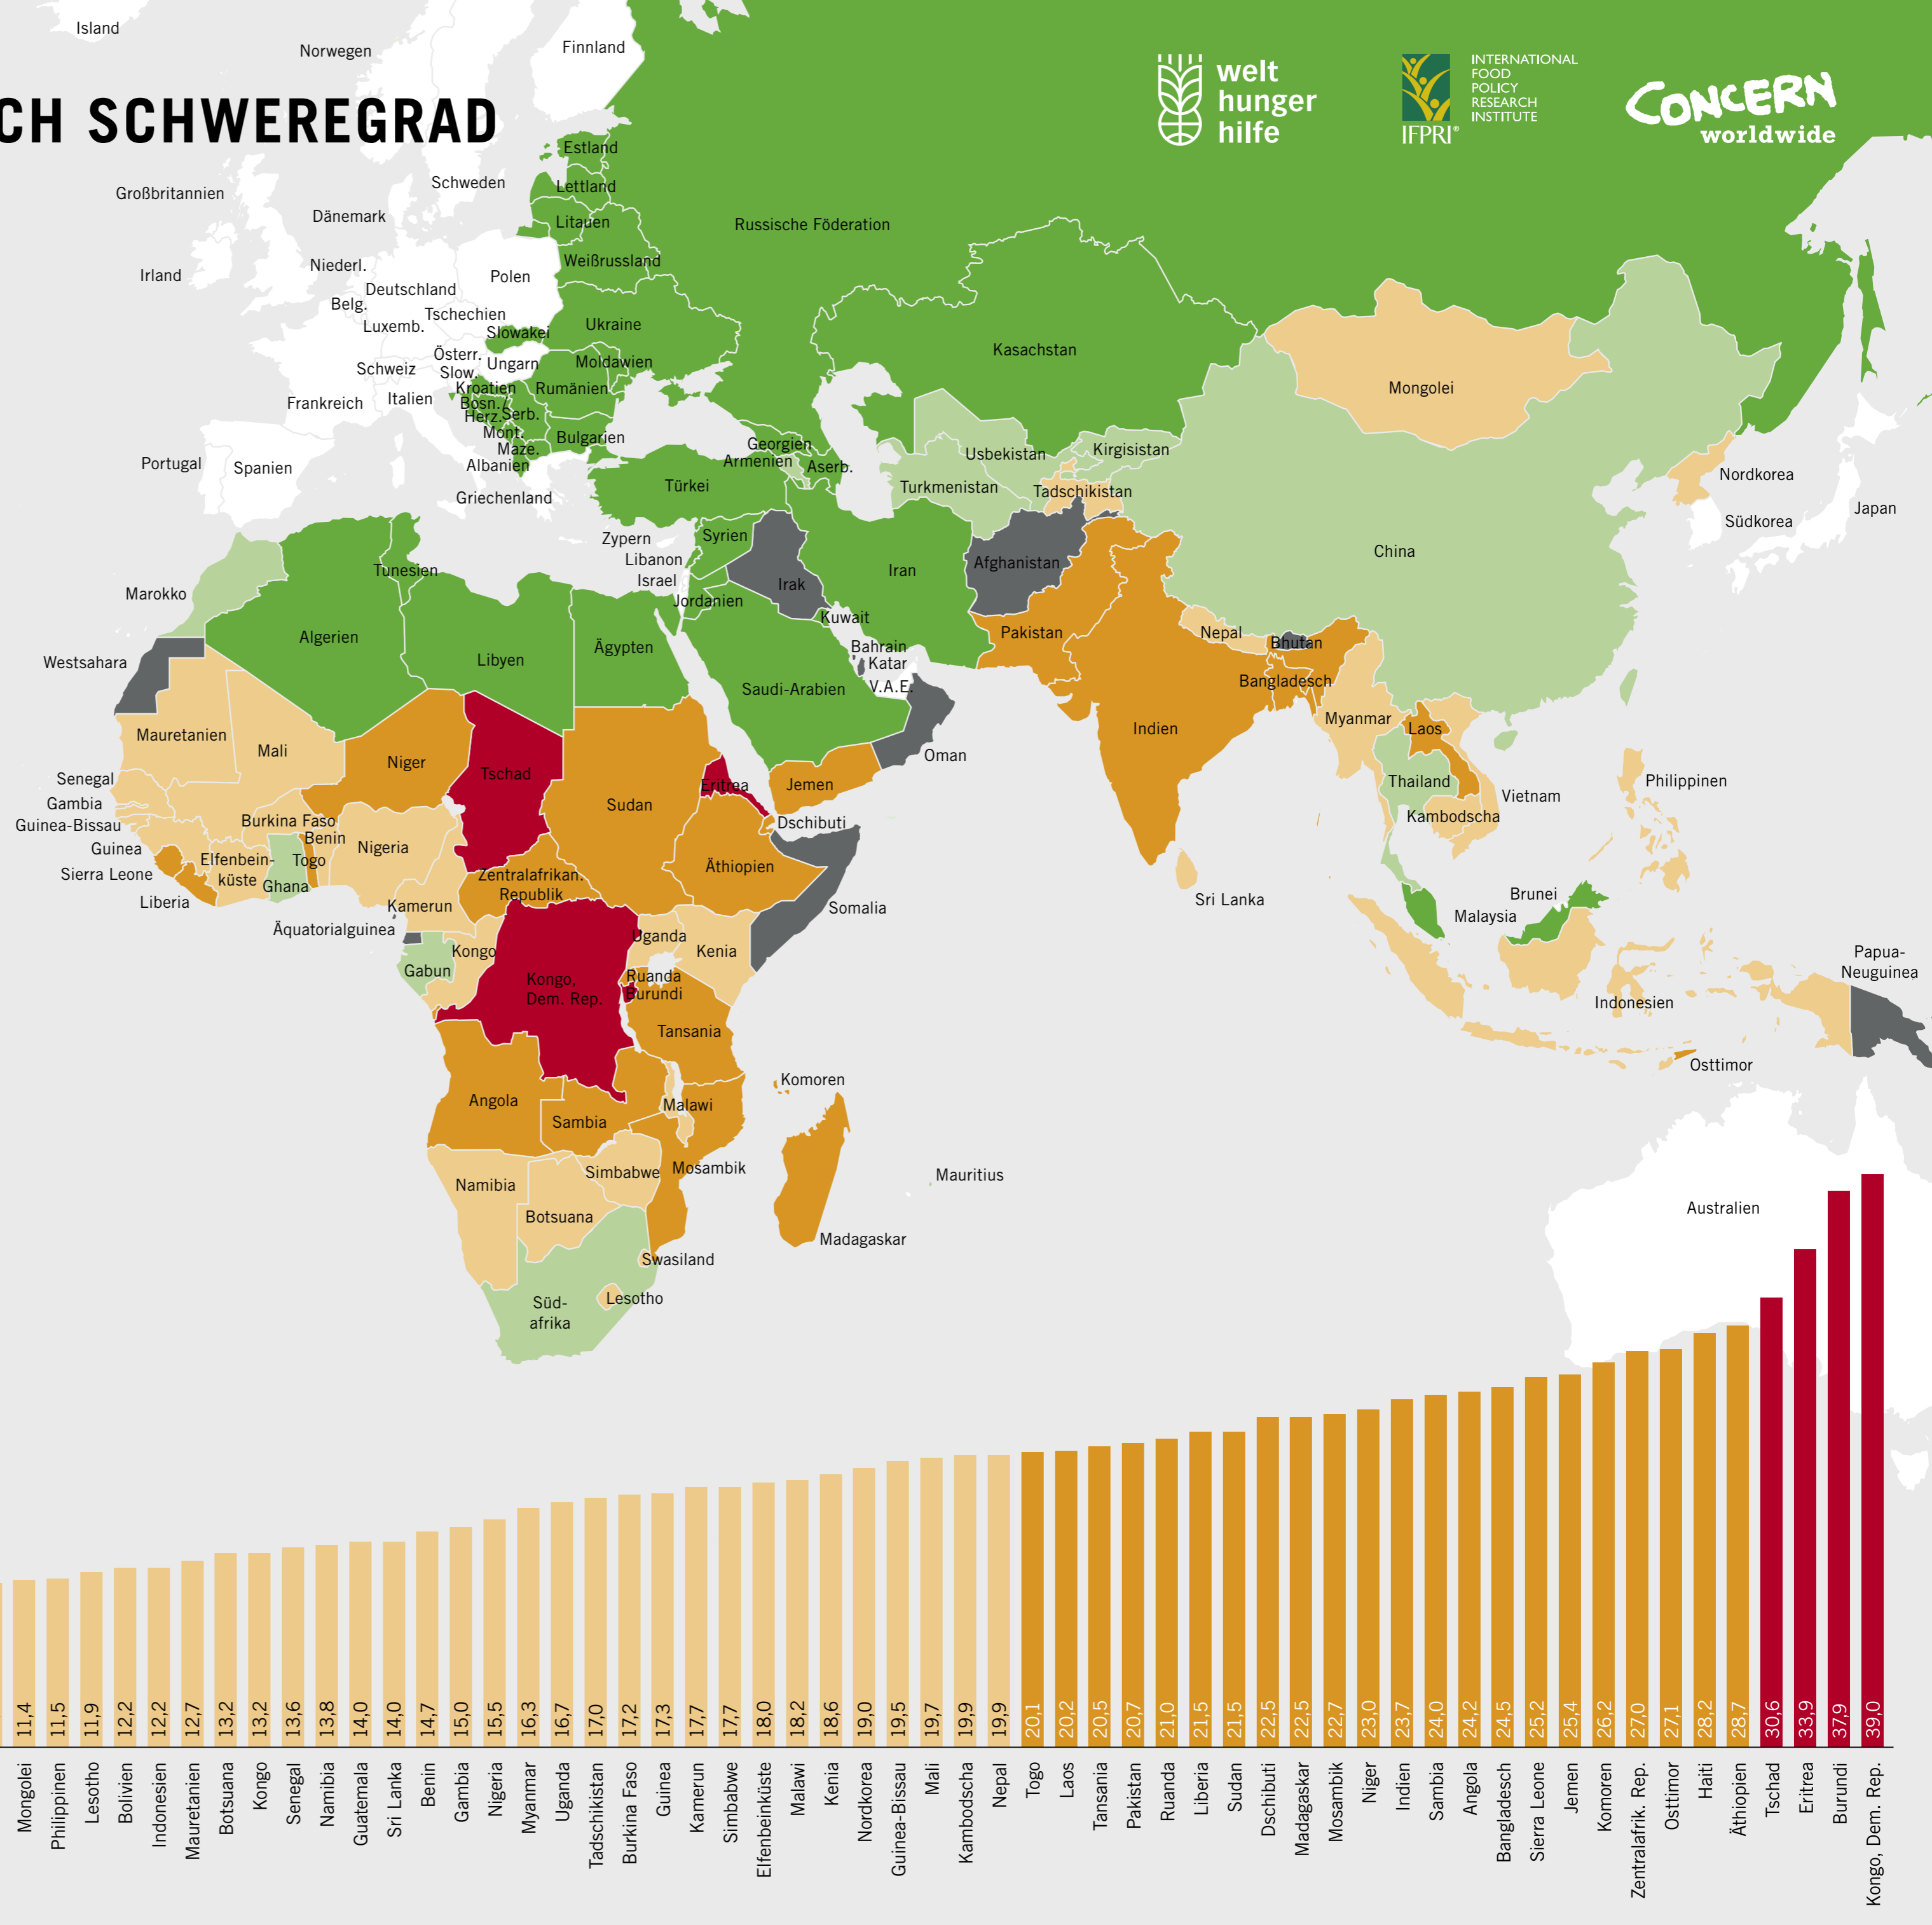 Island
Norwegen
Finnland
CH SCHWEREGRAD
welt
hunger
hilfe
IFPRI®
INTERNATIONAL
FOOD
POLICY
RESEARCH
INSTITUTE
CONCERN
worldwide
Estland
Lettland
Litauen
Weißrussland
Russische Föderation
Großbritannien
Schweden
Dänemark
Irland
Niederl.
Polen
Deutschland
Belg.
Tschechien
Luxemb.
Slowakei
Ukraine
Österr.
Ungarn
Moldawien
Schweiz
Slow.
Kroatien
Rumänien
Frankreich
Italien
Bosn./
Herz.
Serb.
Mont.
Maze.
Bulgarien
Albanien
Portugal
Spanien
Griechenland
Georgien
Armenien
Aserb.
Türkei
Kasachstan
Mongolei
Usbekistan
Kirgisistan
Turkmenistan
Tadschikistan
Nordkorea
Südkorea
Japan
China
Zypern
Libanon
Israel
Syrien
Jordanien
Irak
Iran
Afghanistan
Kuwait
Bahrain
Katar
V.A.E.
Pakistan
Nepal
Bhutan
Bangladesch
Indien
Myanmar
Laos
Thailand
Vietnam
Kambodscha
Philippinen
Sri Lanka
Brunei
Malaysia
Indonesien
Papua-
Neuguinea
Osttimor
Australien
Marokko
Tunesien
Algerien
Libyen
Ägypten
Saudi-Arabien
Oman
Jemen
Westsahara
Mauretanien
Mali
Niger
Tschad
Sudan
Eritrea
Dschibuti
Senegal
Gambia
Guinea-Bissau
Guinea
Sierra Leone
Liberia
Burkina Faso
Benin
Elfenbein-
küste
Togo
Ghana
Nigeria
Kamerun
Zentralafrikan.
Republik
Äthiopien
Somalia
Äquatorialguinea
Gabun
Kongo
Kongo,
Dem. Rep.
Uganda
Kenia
Ruanda
Burundi
Tansania
Komoren
Angola
Sambia
Malawi
Mosambik
Simbabwe
Namibia
Botsuana
Madagaskar
Mauritius
Swasiland
Lesotho
Süd-
afrika
11,4
11,5
11,9
12,2
12,2
12,7
13,2
13,2
13,6
13,8
14,0
14,0
14,7
15,0
15,5
16,3
16,7
17,0
17,2
17,3
17,7
17,7
18,0
18,2
18,6
19,0
19,5
19,7
19,9
19,9
20,1
20,2
20,5
20,7
21,0
21,5
21,5
22,5
22,5
22,7
23,0
23,7
24,0
24,2
24,5
25,2
25,4
26,2
27,0
27,1
28,2
28,7
30,6
33,9
37,9
39,0
Mongolei
Philippinen
Lesotho
Bolivien
Indonesien
Mauretanien
Botsuana
Kongo
Senegal
Namibia
Guatemala
Sri Lanka
Benin
Gambia
Nigeria
Myanmar
Uganda
Tadschikistan
Burkina Faso
Guinea
Kamerun
Simbabwe
Elfenbeinküste
Malawi
Kenia
Nordkorea
Guinea-Bissau
Mali
Kambodscha
Nepal
Togo
Laos
Tansania
Pakistan
Ruanda
Liberia
Sudan
Dschibuti
Madagaskar
Mosambik
Niger
Indien
Sambia
Angola
Bangladesch
Sierra Leone
Jemen
Komoren
Zentralafrik. Rep.
Osttimor
Haiti
Äthiopien
Tschad
Eritrea
Burundi
Kongo, Dem. Rep.